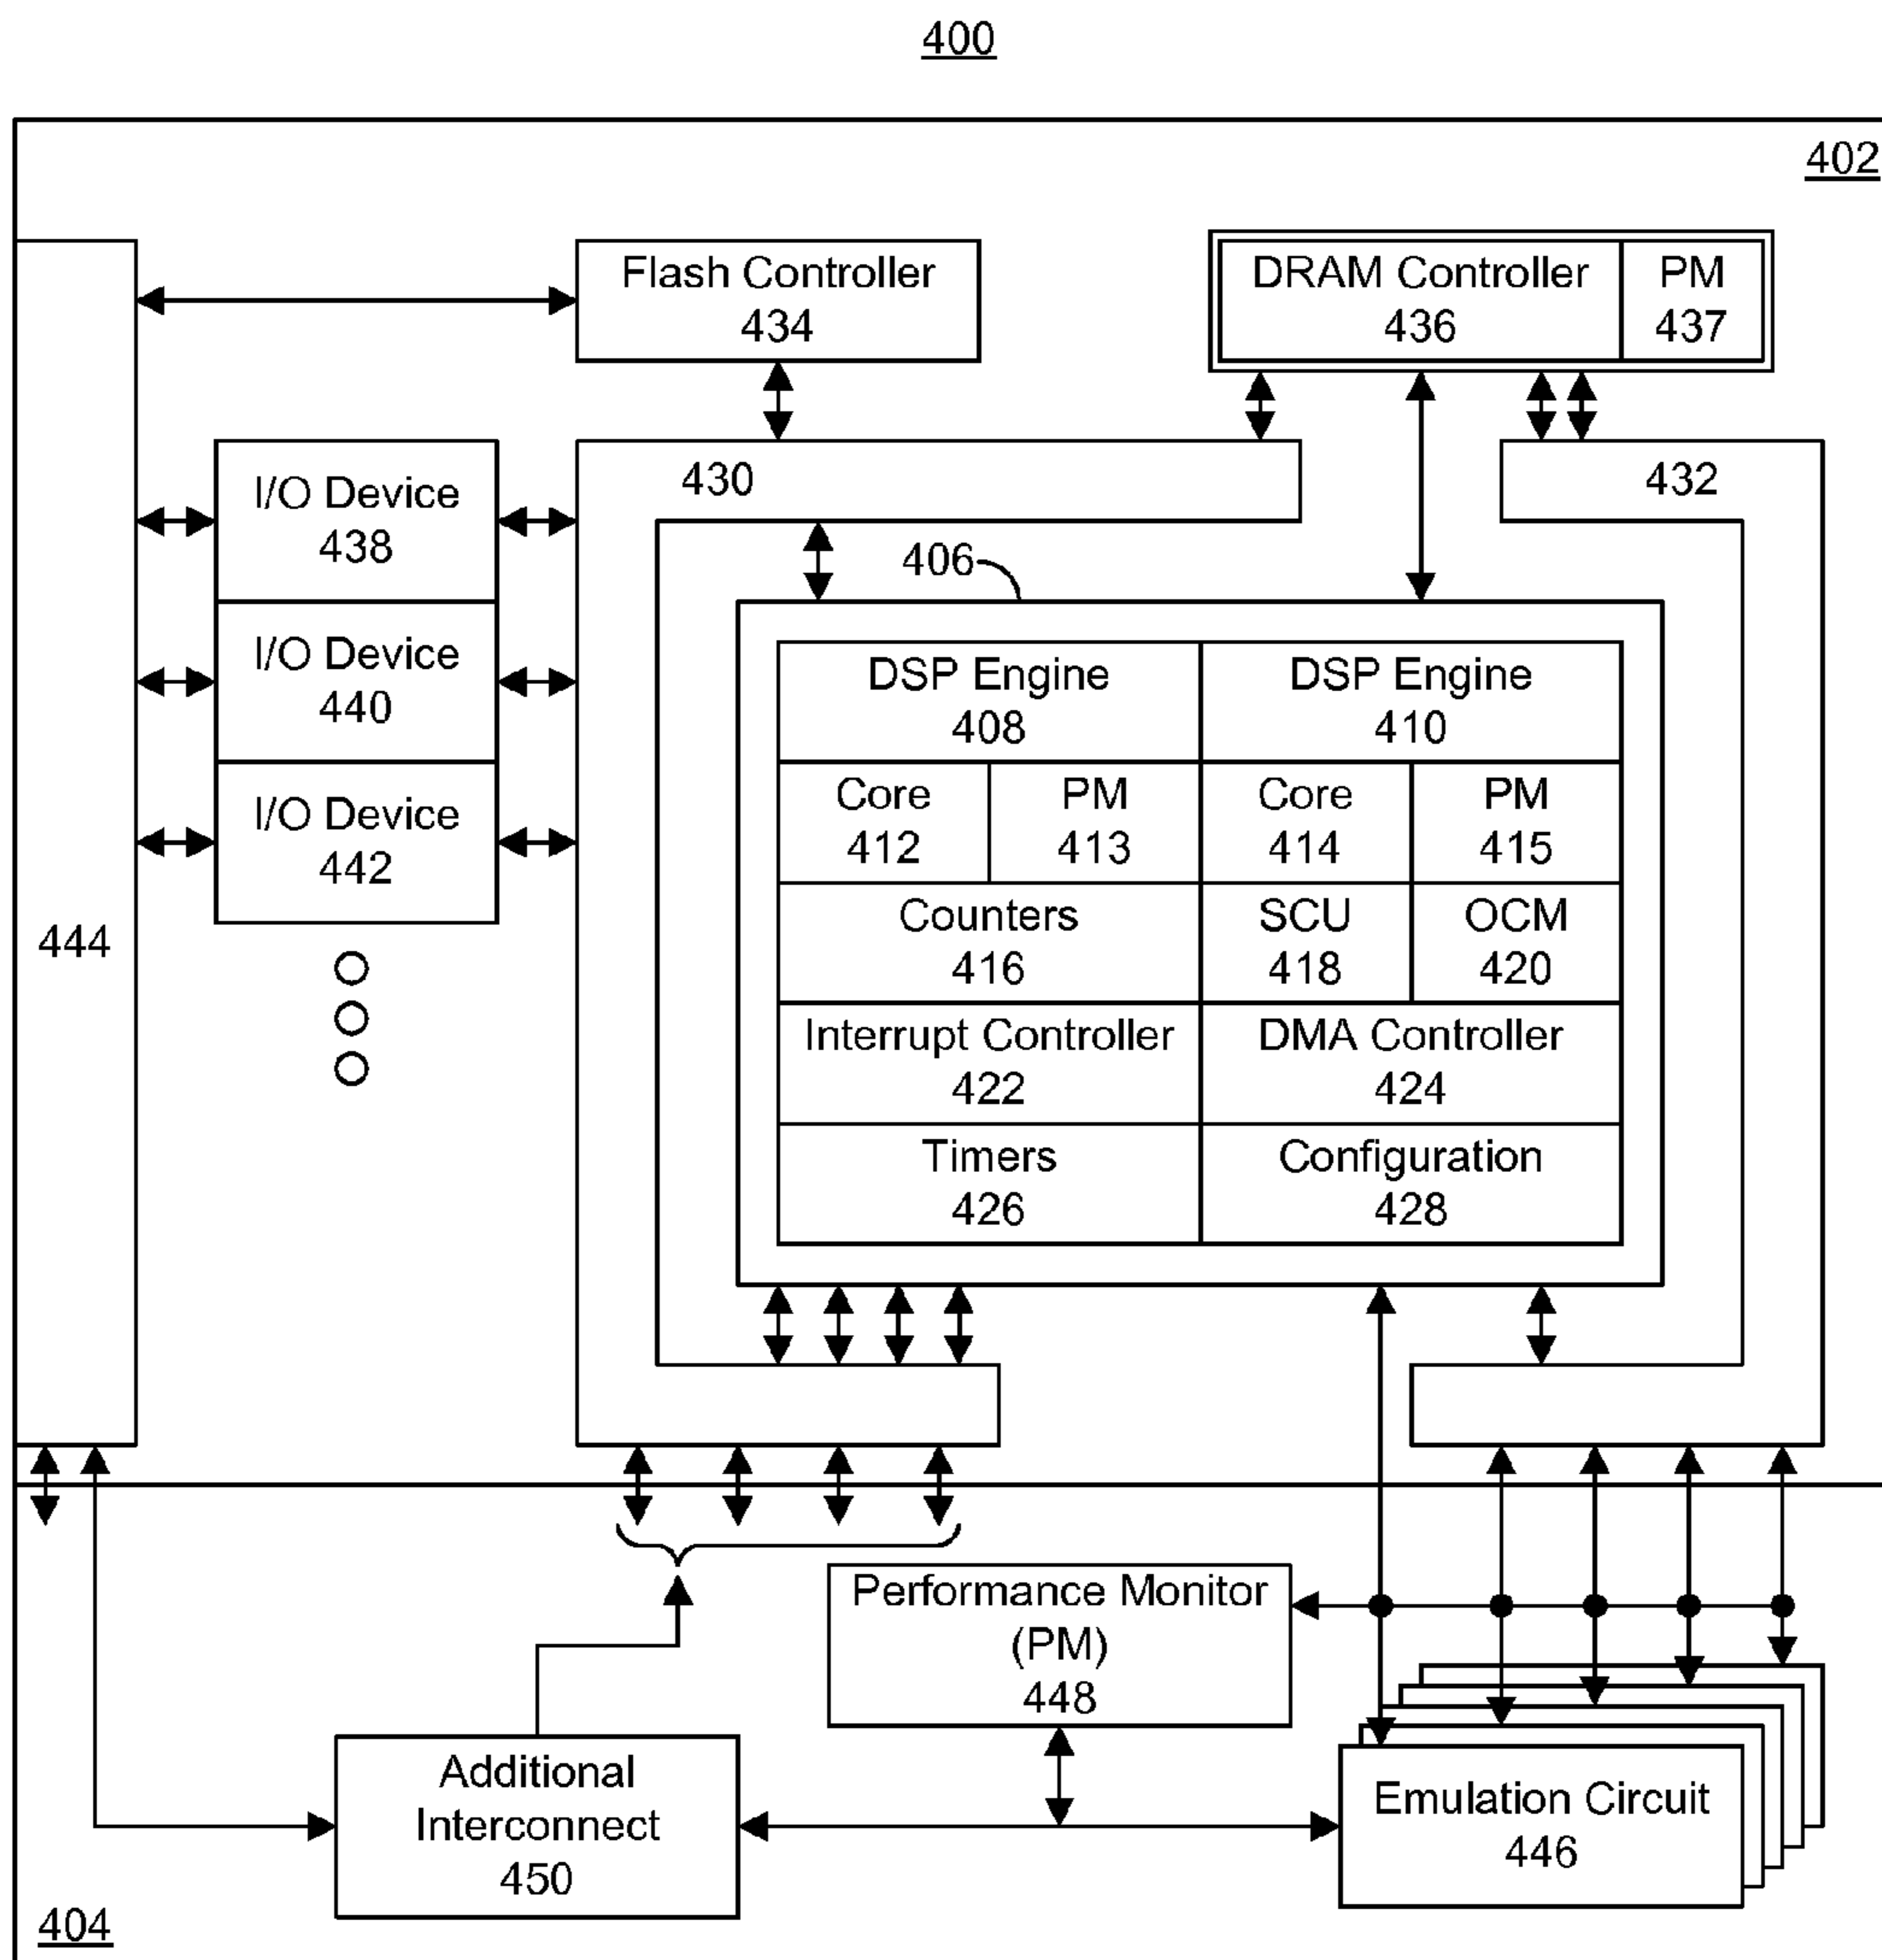 400
402
Flash Controller
434
DRAM Controller
436
PM
437
430
432
I/O Device
438
I/O Device
440
I/O Device
442
444
406
DSP Engine
408
DSP Engine
410
Core
412
PM
413
Core
414
PM
415
Counters
416
SCU
418
OCM
420
Interrupt Controller
422
DMA Controller
424
Timers
426
Configuration
428
Performance Monitor
(PM)
448
Additional
Interconnect
450
Emulation Circuit
446
404